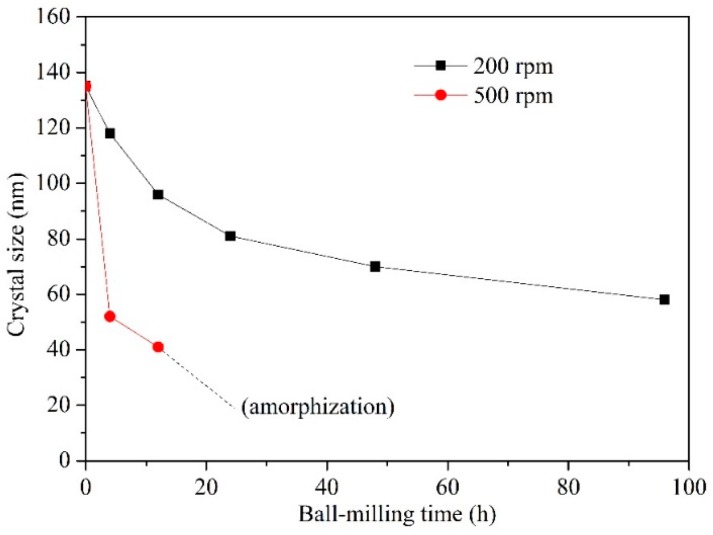 160
140
120
100
80
60
40
20
0
Crystal size (nm)
200 rpm
500 rpm
(amorphization)
0 20 40 60 80 100
Ball-milling time (h)